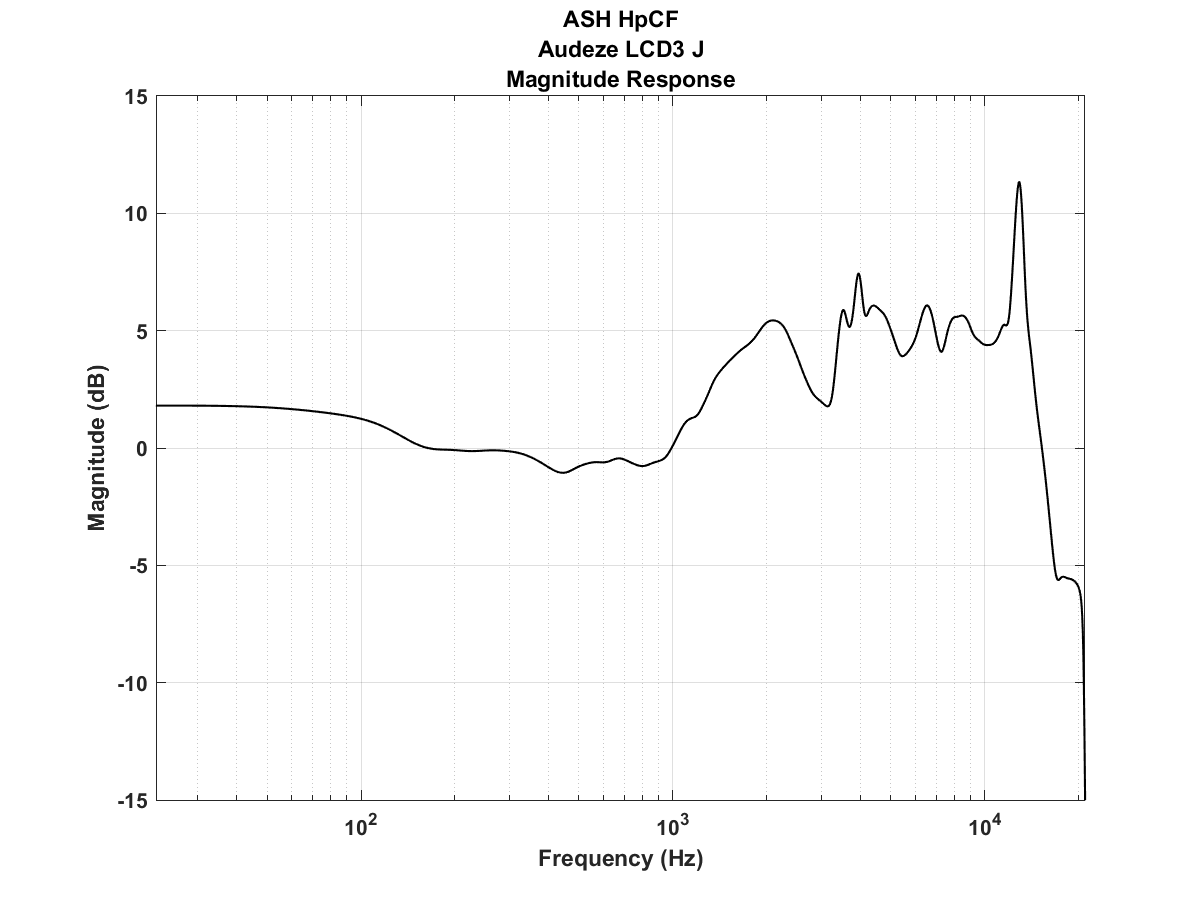 ASH HpCF
Audeze LCD3 J
Magnitude Response
15
10
5
0
-5
-10
-15
Magnitude (dB)
10²
10³
10⁴
Frequency (Hz)